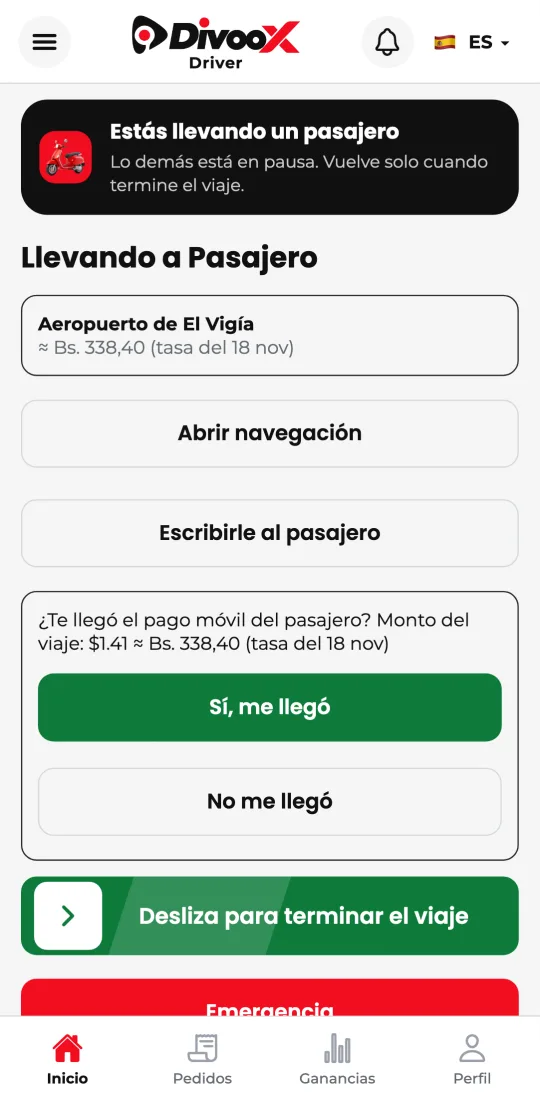 DivooX
Driver
ES
Estás llevando un pasajero
Lo demás está en pausa. Vuelve solo cuando
termine el viaje.
Llevando a Pasajero
Aeropuerto de El Vigía
≈ Bs. 338,40 (tasa del 18 nov)
Abrir navegación
Escribirle al pasajero
¿Te llegó el pago móvil del pasajero? Monto del
viaje: $1.41 ≈ Bs. 338,40 (tasa del 18 nov)
Sí, me llegó
No me llegó
Desliza para terminar el viaje
Emergencia
Inicio
Pedidos
Ganancias
Perfil